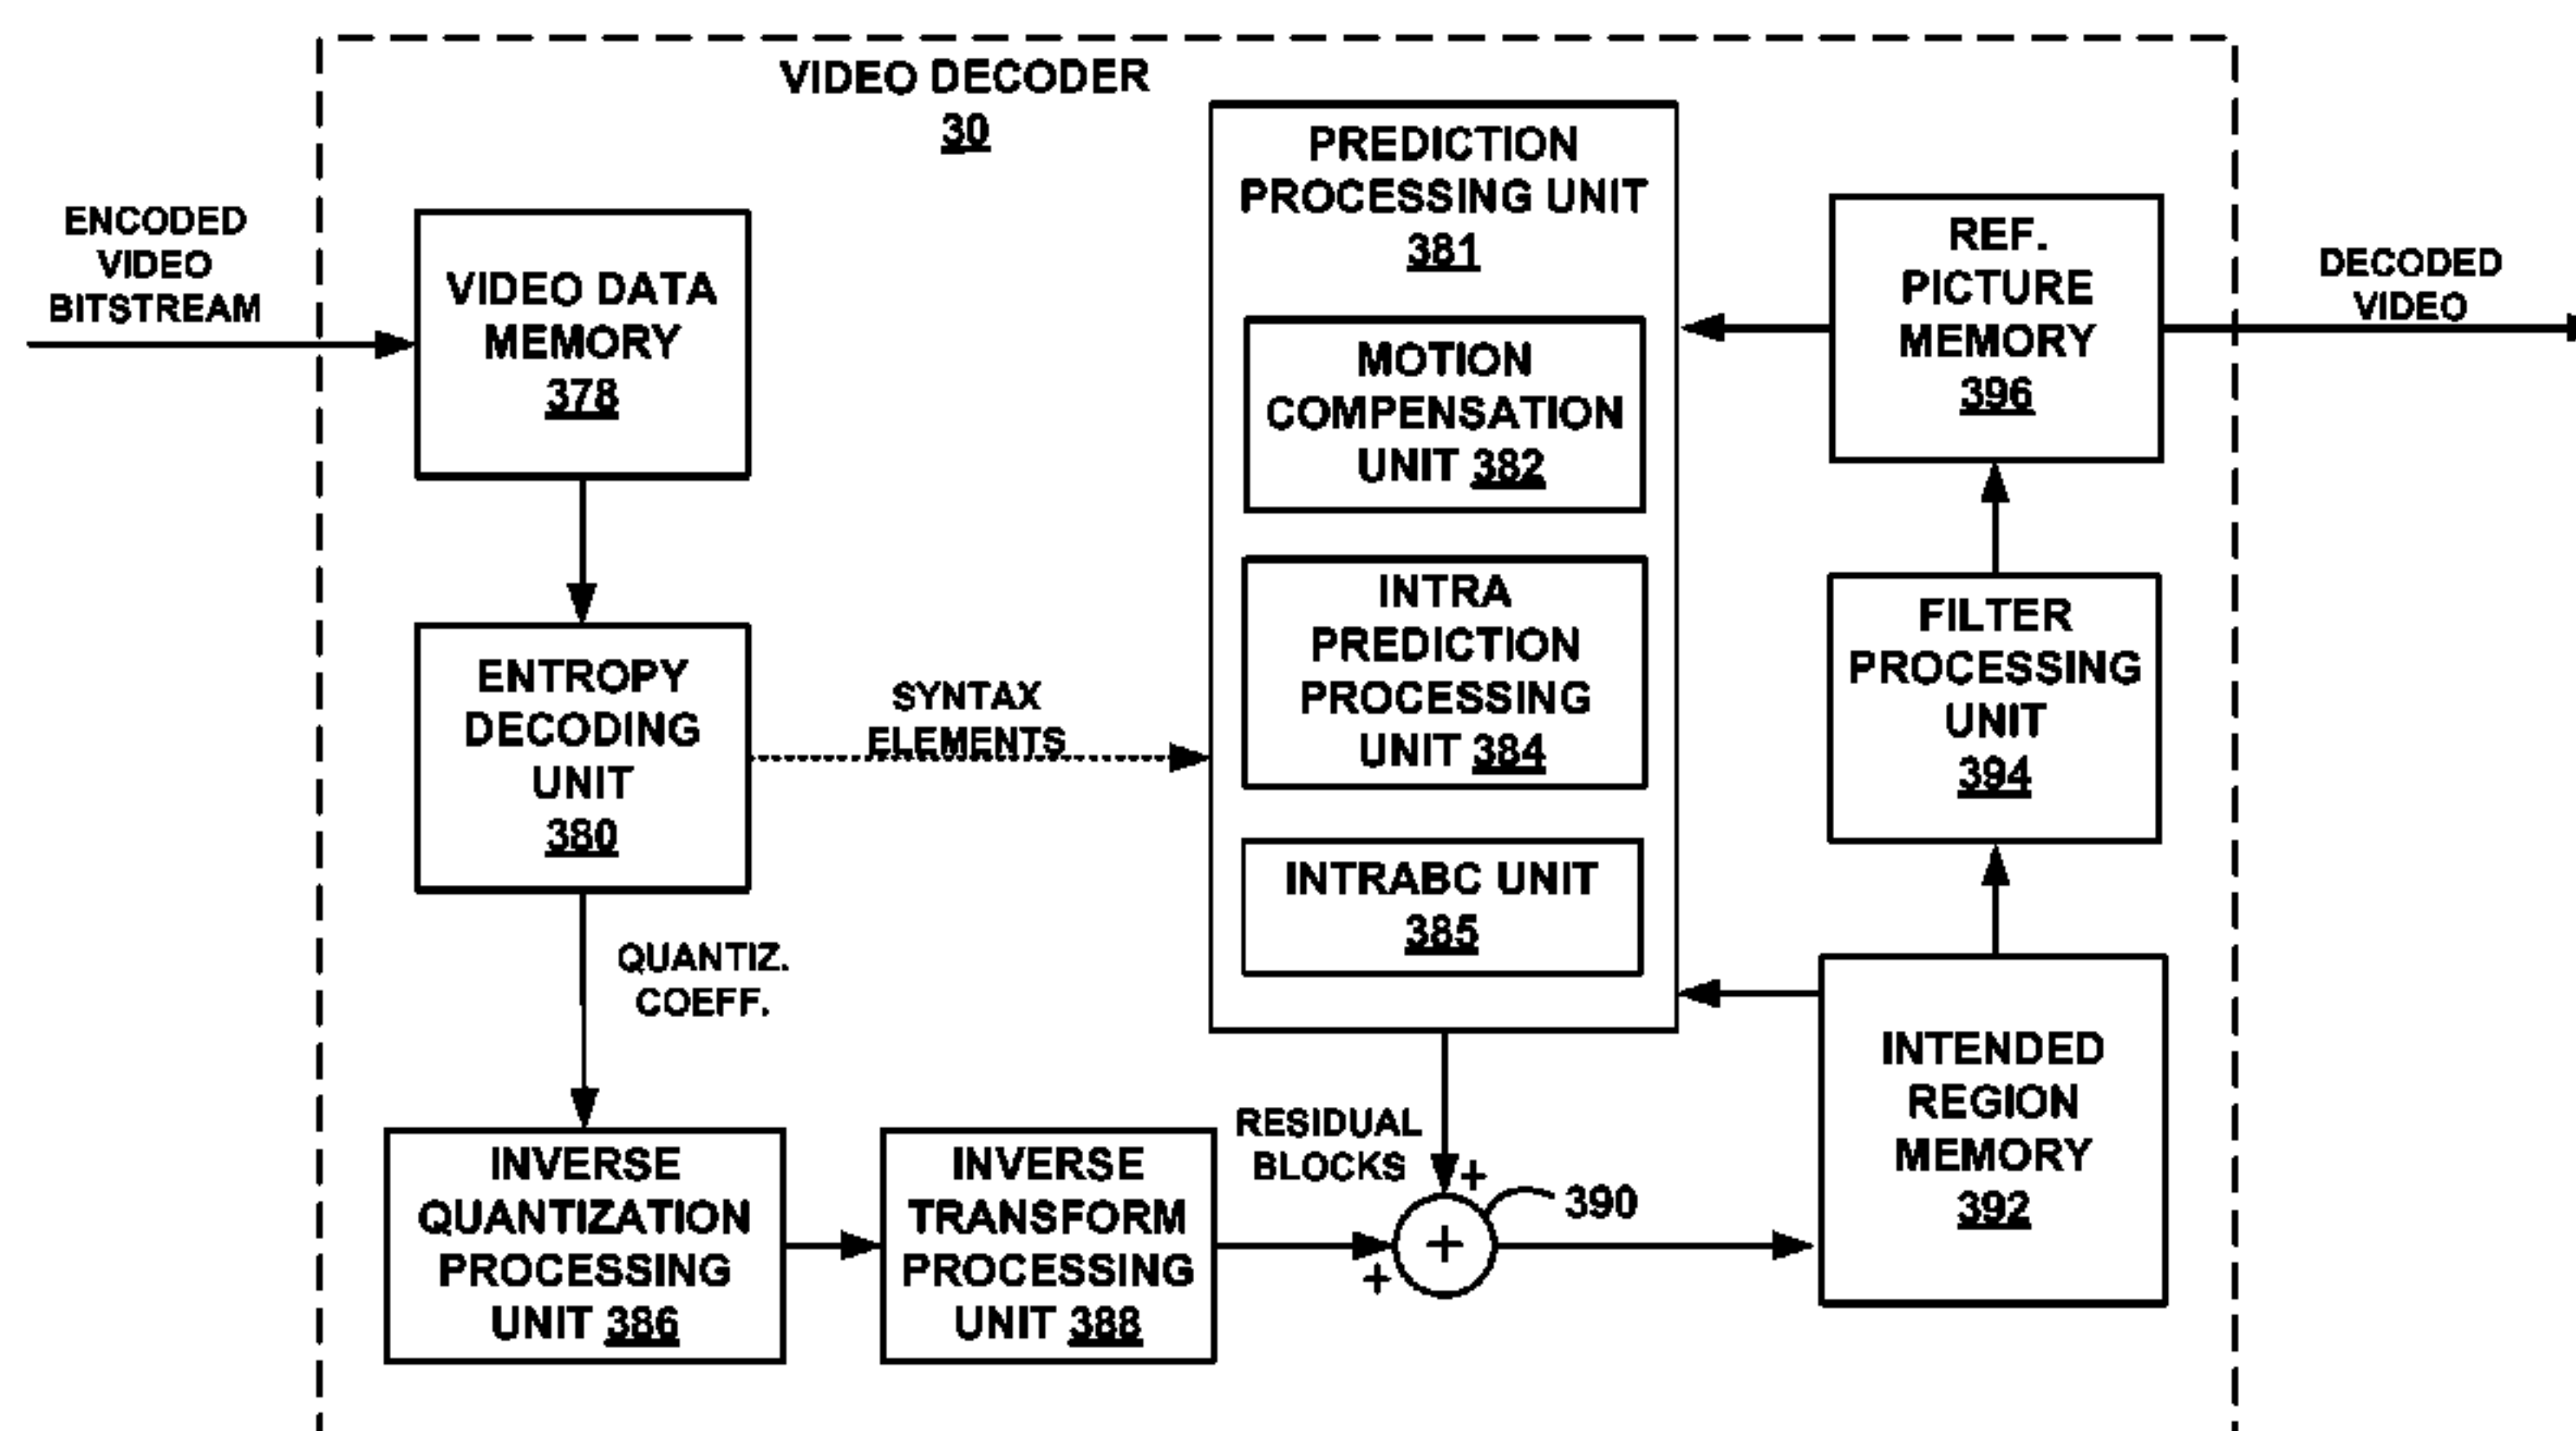 VIDEO DECODER
30
ENCODED
VIDEO
BITSTREAM
VIDEO DATA
MEMORY
378
ENTROPY
DECODING
UNIT
380
SYNTAX
ELEMENTS
QUANTIZ.
COEFF.
INVERSE
QUANTIZATION
PROCESSING
UNIT 386
INVERSE
TRANSFORM
PROCESSING
UNIT 388
PREDICTION
PROCESSING UNIT
381
MOTION
COMPENSATION
UNIT 382
INTRA
PREDICTION
PROCESSING
UNIT 384
INTRABC UNIT
385
RESIDUAL
BLOCKS
+
+
+
390
REF.
PICTURE
MEMORY
396
FILTER
PROCESSING
UNIT
394
INTENDED
REGION
MEMORY
392
DECODED
VIDEO